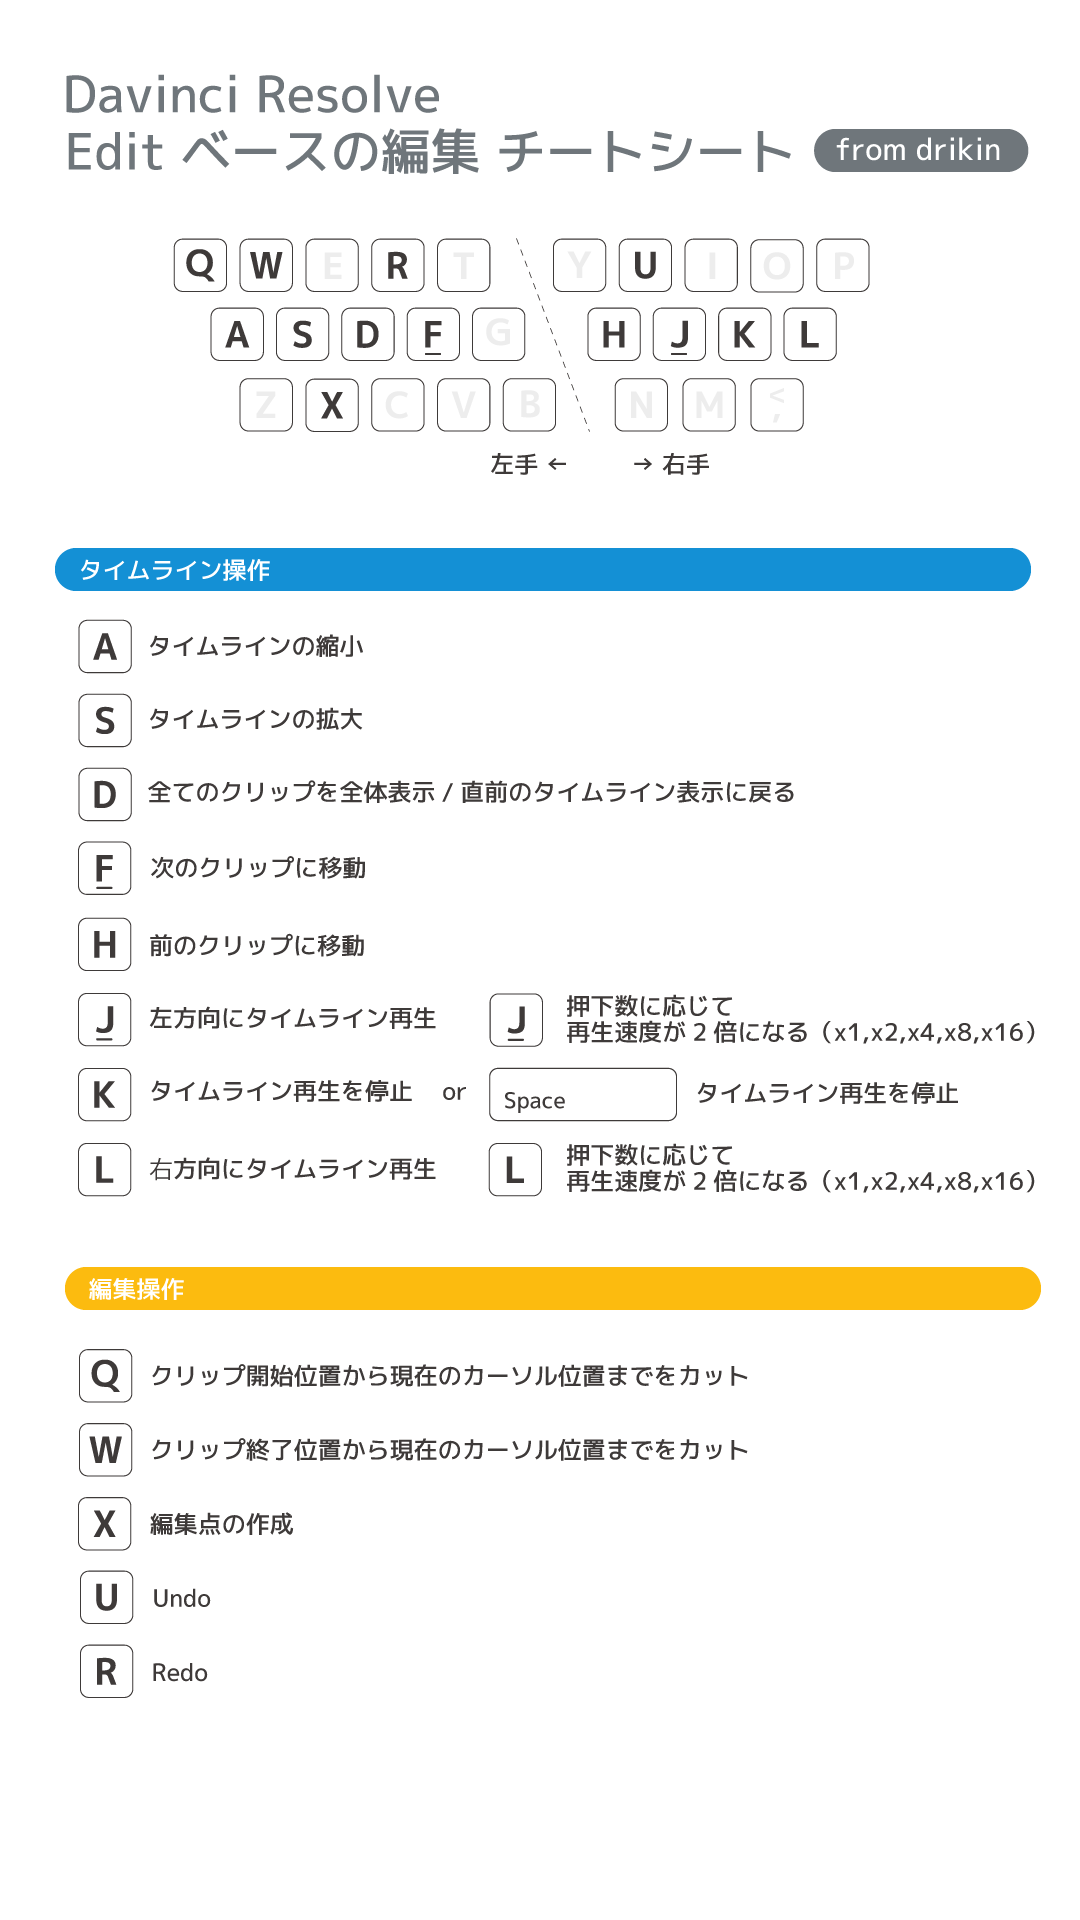 Davinci Resolve
Edit ベースの編集 チートシート from drikin
Q W E R T Y U I O P
A S D F G H J K L
Z X C V B N M < ,
左手 ← → 右手
タイムライン操作
A タイムラインの縮小
S タイムラインの拡大
D 全てのクリップを全体表示 / 直前のタイムライン表示に戻る
F 次のクリップに移動
H 前のクリップに移動
J 左方向にタイムライン再生 J 押下数に応じて
再生速度が 2 倍になる（x1,x2,x4,x8,x16）
K タイムライン再生を停止 or Space タイムライン再生を停止
L 右方向にタイムライン再生 L 押下数に応じて
再生速度が 2 倍になる（x1,x2,x4,x8,x16）
編集操作
Q クリップ開始位置から現在のカーソル位置までをカット
W クリップ終了位置から現在のカーソル位置までをカット
X 編集点の作成
U Undo
R Redo